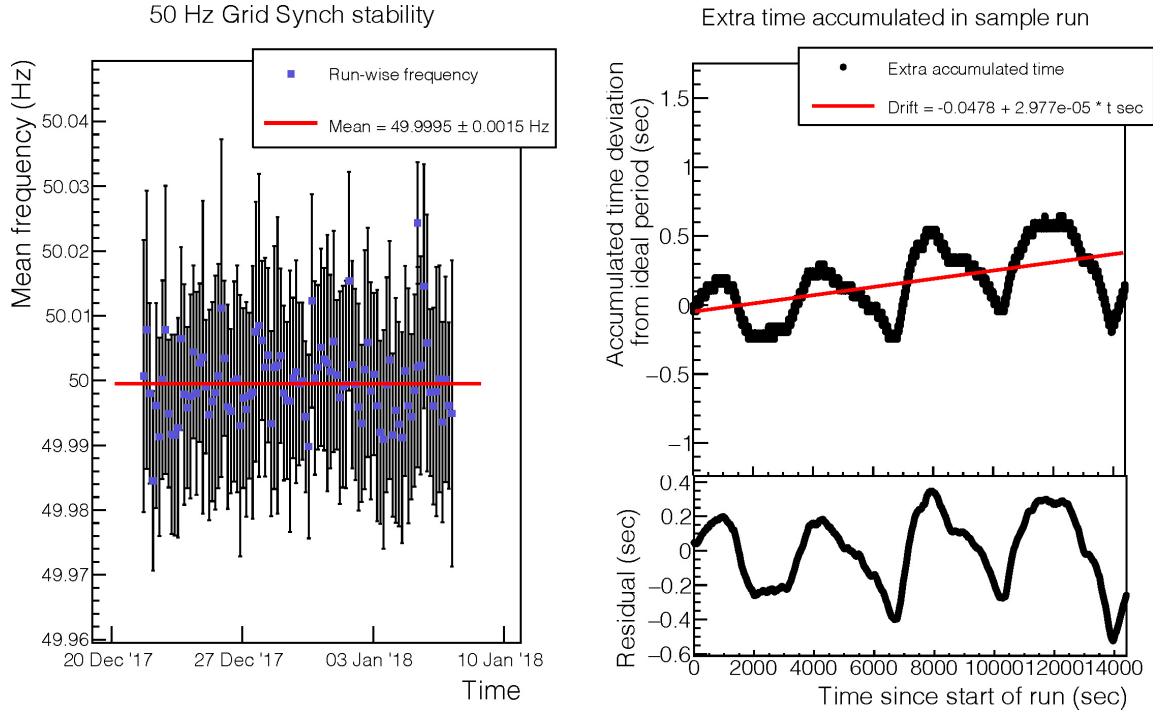 50 Hz Grid Synch stability
Mean frequency (Hz)
Run-wise frequency
Mean = 49.9995 ± 0.0015 Hz
50.04
50.03
50.02
50.01
50
49.99
49.98
49.97
49.96
20 Dec '17
27 Dec '17
03 Jan '18
10 Jan '18
Time
Extra time accumulated in sample run
Accumulated time deviation
from ideal period (sec)
Extra accumulated time
Drift = -0.0478 + 2.977e-05 * t sec
1.5
1
0.5
0
−0.5
−1
Residual (sec)
0.4
0.2
0
−0.2
−0.4
−0.6
0
2000
4000
6000
8000
10000
12000
14000
Time since start of run (sec)